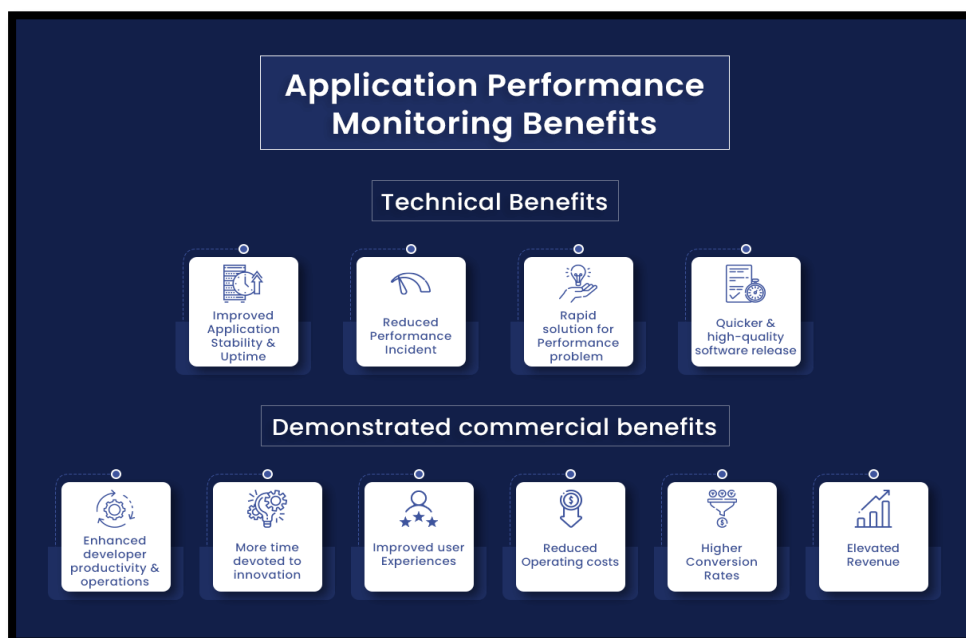 Application Performance
Monitoring Benefits
Technical Benefits
Improved
Application
Stability &
Uptime
Reduced
Performance
Incident
Rapid
solution for
Performance
problem
Quicker &
high-quality
software release
Demonstrated commercial benefits
Enhanced
developer
productivity &
operations
More time
devoted to
innovation
Improved user
Experiences
Reduced
Operating costs
Higher
Conversion
Rates
Elevated
Revenue